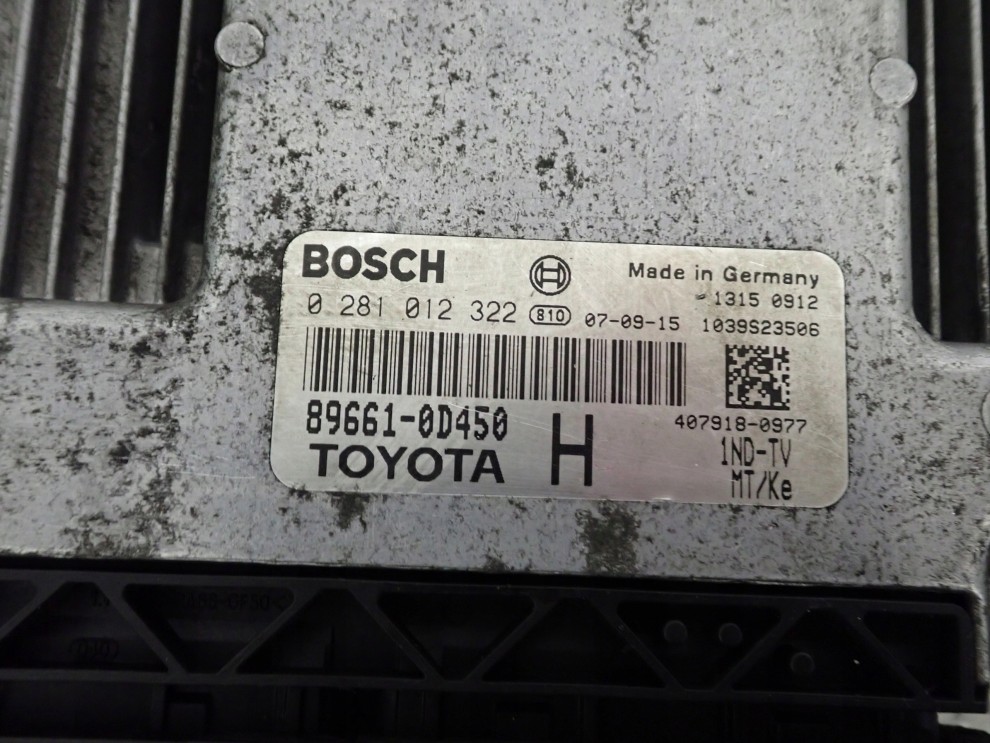 BOSCH
Made in Germany
1315 0912
0 281 012 322 810 07-09-15 1039S23506
89661-0D450 H 407918-0977
TOYOTA 1ND-TV
MT/Ke